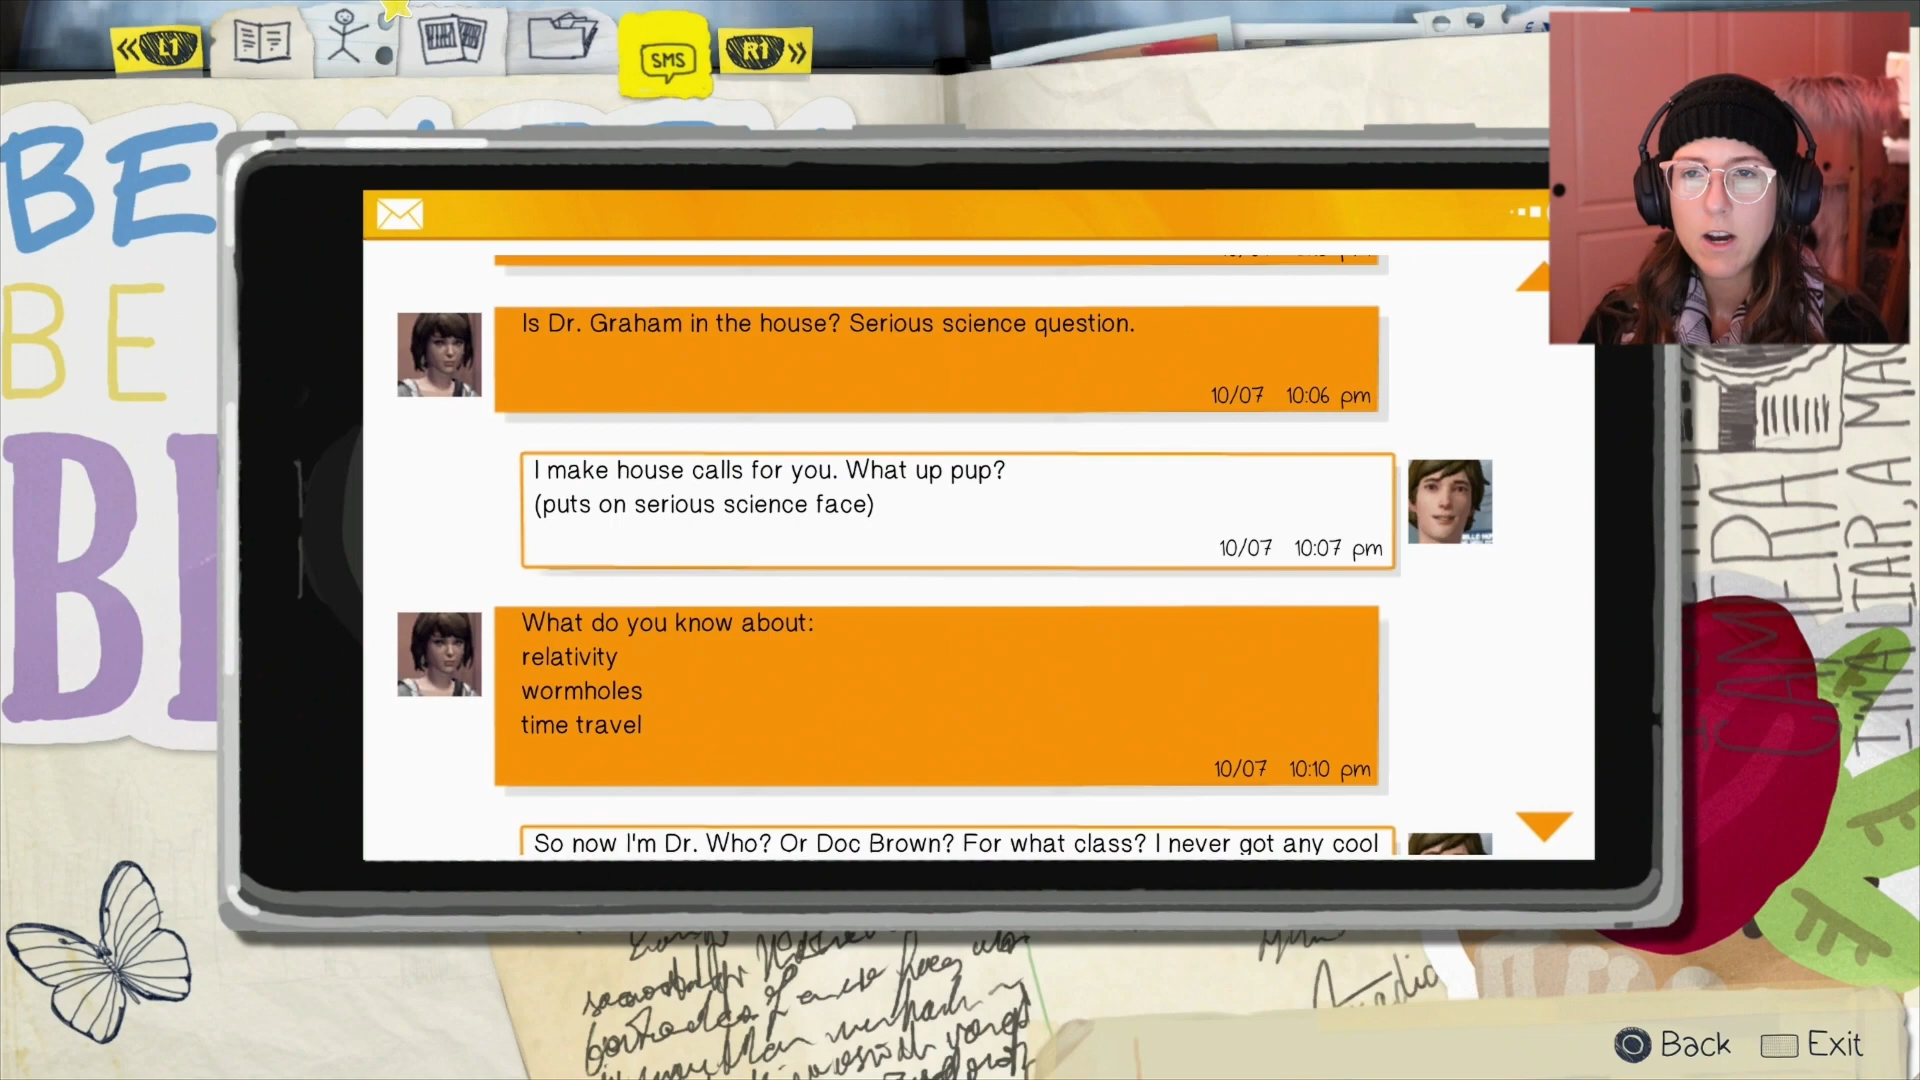 L1
SMS
R1
BE
BE
Is Dr. Graham in the house? Serious science question.
10/07 10:06 pm
I make house calls for you. What up pup?
(puts on serious science face)
10/07 10:07 pm
What do you know about:
relativity
wormholes
time travel
10/07 10:10 pm
So now I'm Dr. Who? Or Doc Brown? For what class? I never got any cool
CAMERA
I'M A LIAR, A
Back
Exit